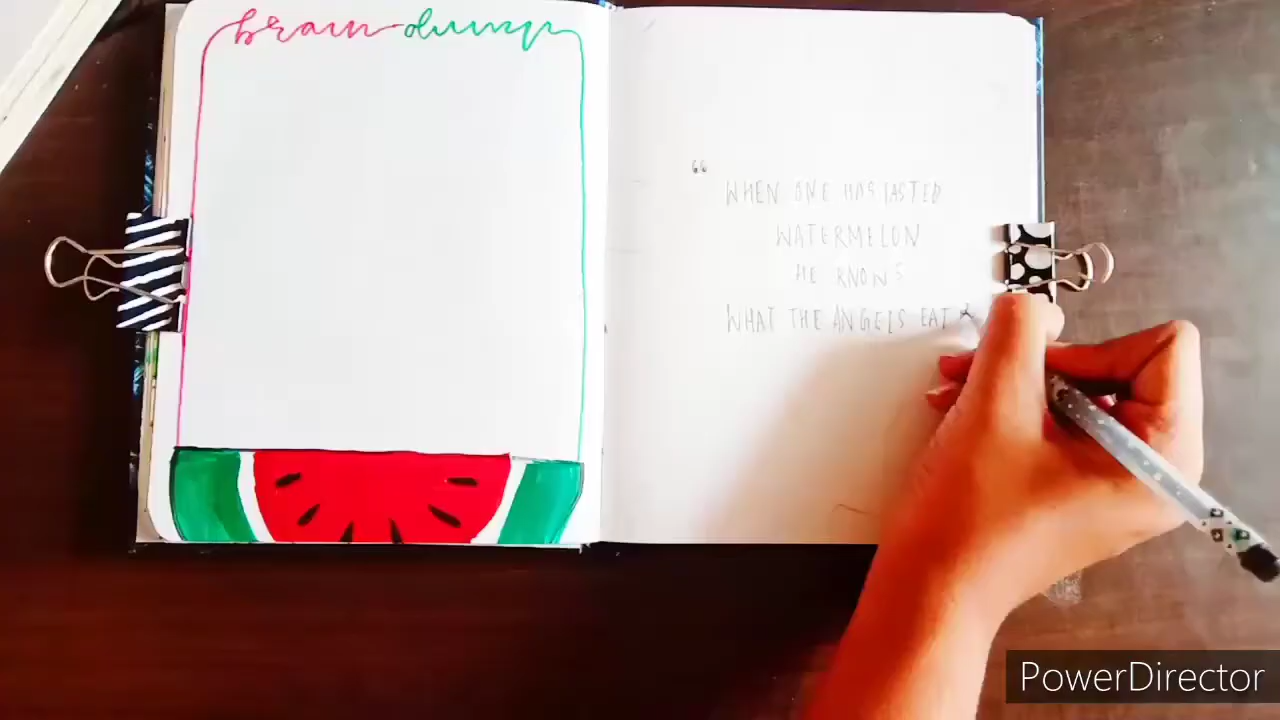 brain dump
“
WHEN ONE HAS TASTED
WATERMELON
HE KNOWS
WHAT THE ANGELS EAT
PowerDirector